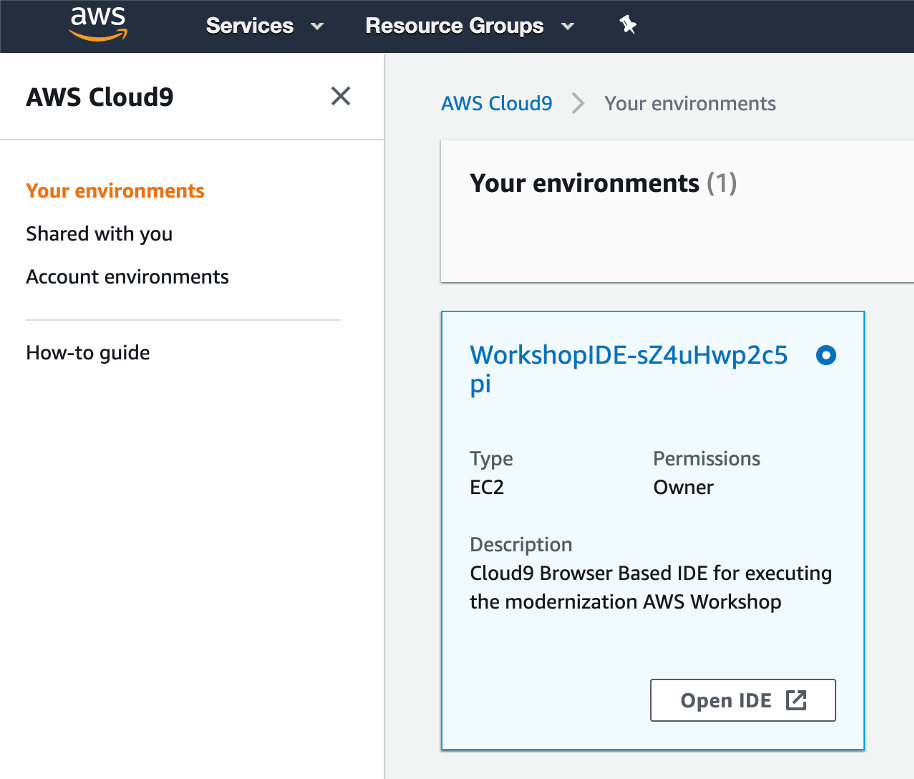 aws
Services
Resource Groups
AWS Cloud9
Your environments
Shared with you
Account environments
How-to guide
AWS Cloud9
Your environments
Your environments (1)
WorkshopIDE-sZ4uHwp2c5
pi
Type
Permissions
EC2
Owner
Description
Cloud9 Browser Based IDE for executing
the modernization AWS Workshop
Open IDE